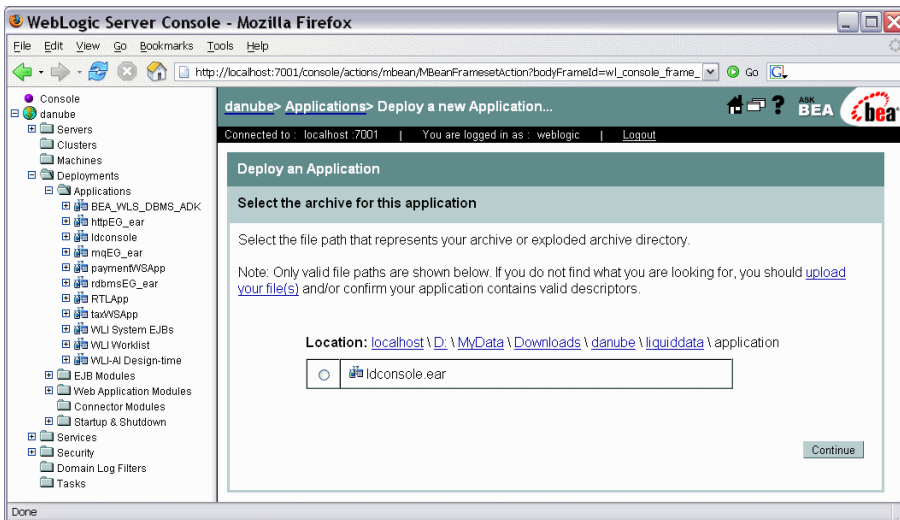 WebLogic Server Console - Mozilla Firefox
File Edit View Go Bookmarks Tools Help
http://localhost:7001/console/actions/mbean/MBeanFramesetAction?bodyFrameId=wl_console_frame_ Go G
Console
danube
Servers
Clusters
Machines
Deployments
Applications
BEA_WLS_DBMS_ADK
httpEG_ear
ldconsole
mqEG_ear
paymentWSApp
rdbmsEG_ear
RTLApp
taxWSApp
WLI System EJBs
WLI Worklist
WLI-AI Design-time
EJB Modules
Web Application Modules
Connector Modules
Startup & Shutdown
Services
Security
Domain Log Filters
Tasks
danube> Applications> Deploy a new Application...
? ASK BEA bea
Connected to : localhost :7001 | You are logged in as : weblogic | Logout
Deploy an Application
Select the archive for this application
Select the file path that represents your archive or exploded archive directory.
Note: Only valid file paths are shown below. If you do not find what you are looking for, you should upload
your file(s) and/or confirm your application contains valid descriptors.
Location: localhost \ D: \ MyData \ Downloads \ danube \ liquiddata \ application
ldconsole.ear
Continue
Done